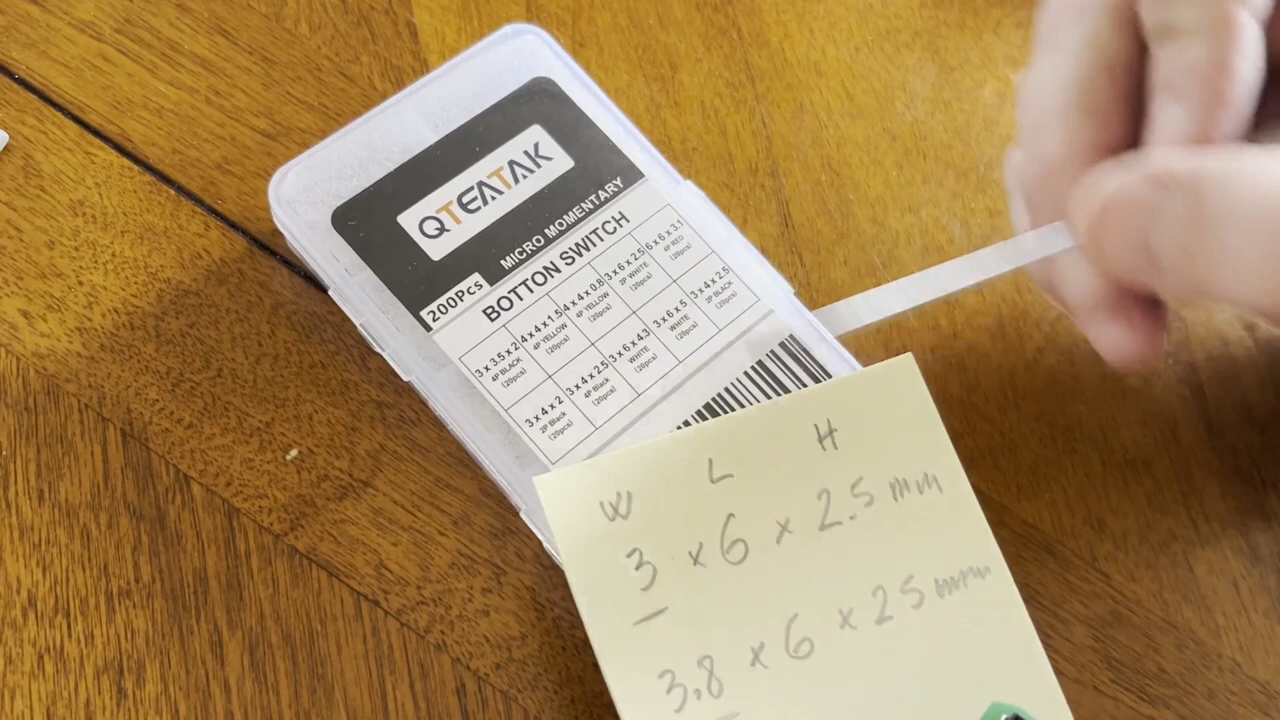 QTEATAK
MICRO MOMENTARY
200Pcs
BOTTON SWITCH
3 x 3.5 x 2 4 x 4 x 1.5 4 x 4 x 0.8 3 x 6 x 2.5 6 x 6 x 3.1
4P BLACK 4P YELLOW 4P YELLOW 2P WHITE 4P RED
(20pcs) (20pcs) (20pcs) (20pcs) (20pcs)
3 x 4 x 2 3 x 4 x 2.5 3 x 6 x 4.3 3 x 6 x 5 3 x 4 x 2.5
2P Black 4P Black WHITE WHITE 2P BLACK
(20pcs) (20pcs) (20pcs) (20pcs) (20pcs)
W L H
3 x 6 x 2.5 mm
3.8 x 6 x 25 mm